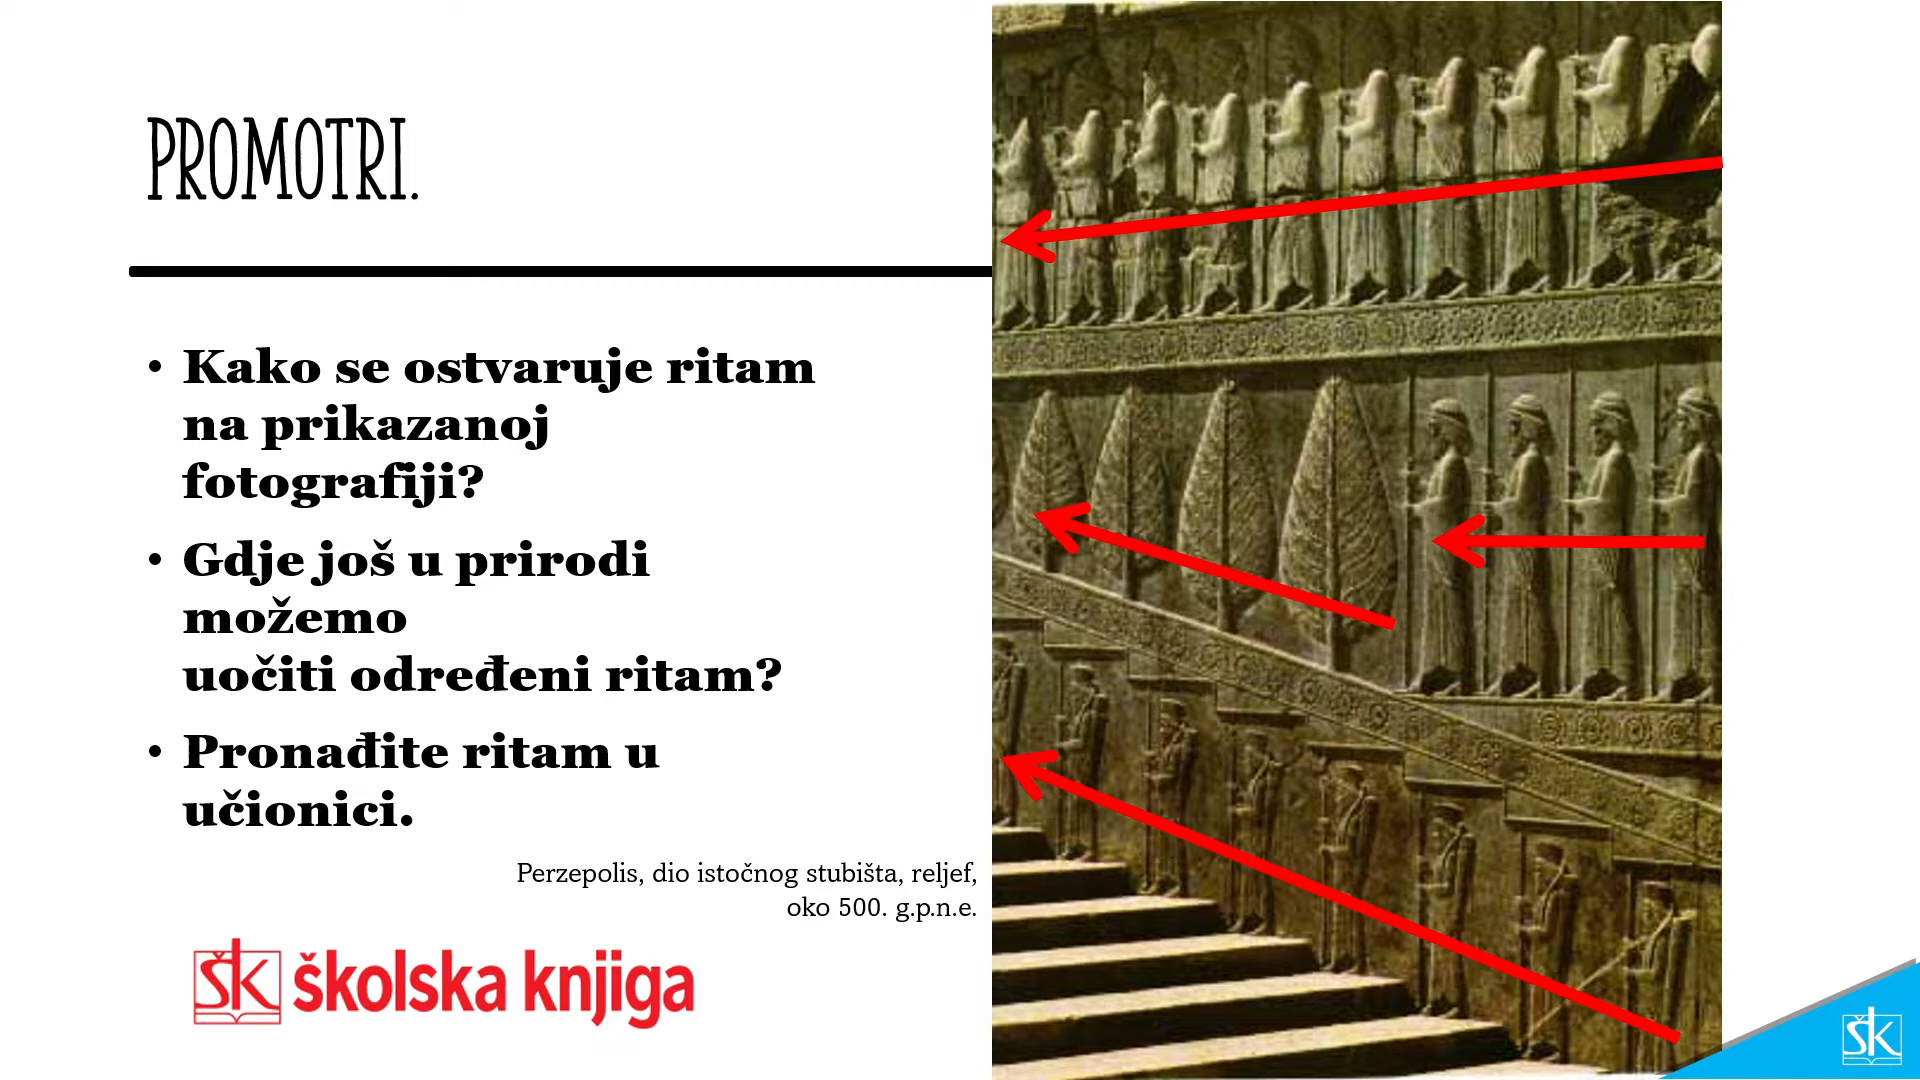 PROMOTRI.
• Kako se ostvaruje ritam
na prikazanoj
fotografiji?
• Gdje još u prirodi
možemo
uočiti određeni ritam?
• Pronađite ritam u
učionici.
Perzepolis, dio istočnog stubišta, reljef,
oko 500. g.p.n.e.
ŠK školska knjiga
ŠK